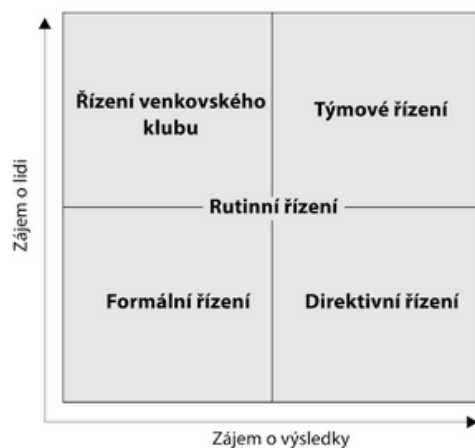 Zájem o lidi
Řízení venkovského
klubu
Týmové řízení
Rutinní řízení
Formální řízení
Direktivní řízení
Zájem o výsledky